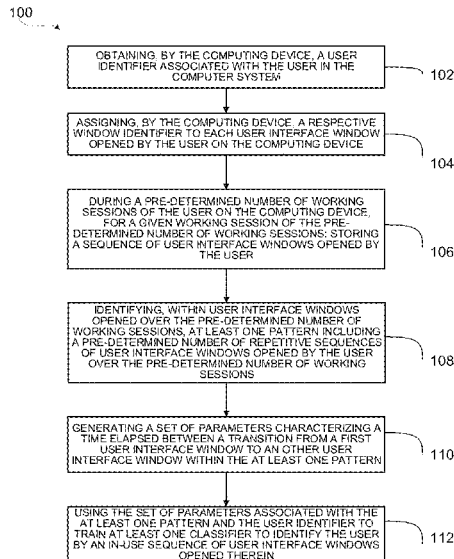 100
OBTAINING, BY THE COMPUTING DEVICE, A USER
IDENTIFIER ASSOCIATED WITH THE USER IN THE
COMPUTER SYSTEM
102
ASSIGNING, BY THE COMPUTING DEVICE, A RESPECTIVE
WINDOW IDENTIFIER TO EACH USER INTERFACE WINDOW
OPENED BY THE USER ON THE COMPUTING DEVICE
104
DURING A PRE-DETERMINED NUMBER OF WORKING
SESSIONS OF THE USER ON THE COMPUTING DEVICE,
FOR A GIVEN WORKING SESSION OF THE PRE-
DETERMINED NUMBER OF WORKING SESSIONS: STORING
A SEQUENCE OF USER INTERFACE WINDOWS OPENED BY
THE USER
106
IDENTIFYING, WITHIN USER INTERFACE WINDOWS
OPENED OVER THE PRE-DETERMINED NUMBER OF
WORKING SESSIONS, AT LEAST ONE PATTERN INCLUDING
A PRE-DETERMINED NUMBER OF REPETITIVE SEQUENCES
OF USER INTERFACE WINDOWS OPENED BY THE USER
OVER THE PRE-DETERMINED NUMBER OF WORKING
SESSIONS
108
GENERATING A SET OF PARAMETERS CHARACTERIZING A
TIME ELAPSED BETWEEN A TRANSITION FROM A FIRST
USER INTERFACE WINDOW TO AN OTHER USER
INTERFACE WINDOW WITHIN THE AT LEAST ONE PATTERN
110
USING THE SET OF PARAMETERS ASSOCIATED WITH THE
AT LEAST ONE PATTERN AND THE USER IDENTIFIER TO
TRAIN AT LEAST ONE CLASSIFIER TO IDENTIFY THE USER
BY AN IN-USE SEQUENCE OF USER INTERFACE WINDOWS
OPENED THEREIN
112